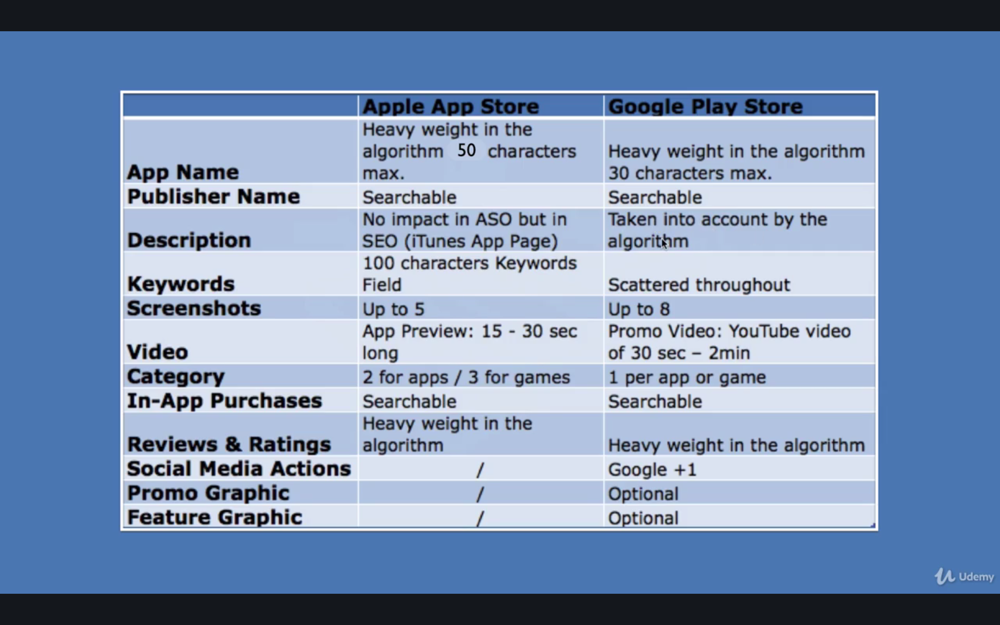 Apple App Store
Google Play Store
App Name
Heavy weight in the
algorithm 50 characters
max.
Heavy weight in the algorithm
30 characters max.
Publisher Name
Searchable
Searchable
Description
No impact in ASO but in
SEO (iTunes App Page)
Taken into account by the
algorithm
Keywords
100 characters Keywords
Field
Scattered throughout
Screenshots
Up to 5
Up to 8
Video
App Preview: 15 - 30 sec
long
Promo Video: YouTube video
of 30 sec – 2min
Category
2 for apps / 3 for games
1 per app or game
In-App Purchases
Searchable
Searchable
Reviews & Ratings
Heavy weight in the
algorithm
Heavy weight in the algorithm
Social Media Actions
/
Google +1
Promo Graphic
/
Optional
Feature Graphic
/
Optional
Udemy